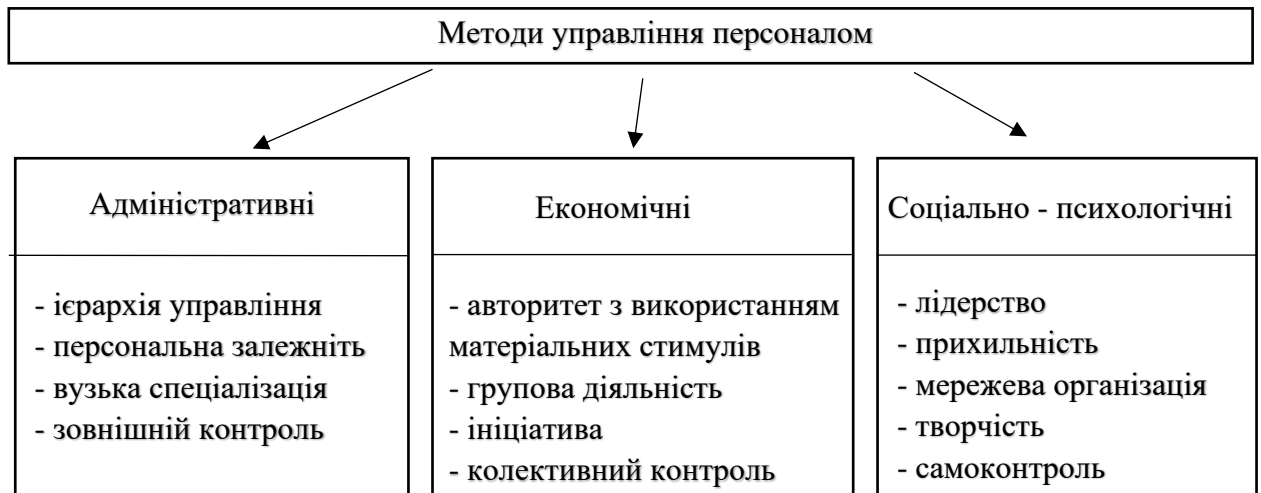 Методи управління персоналом
Адміністративні
- ієрархія управління
- персональна залежніть
- вузька спеціалізація
- зовнішній контроль
Економічні
- авторитет з використанням
матеріальних стимулів
- групова діяльність
- ініціатива
- колективний контроль
Соціально - психологічні
- лідерство
- прихильність
- мережева організація
- творчість
- самоконтроль